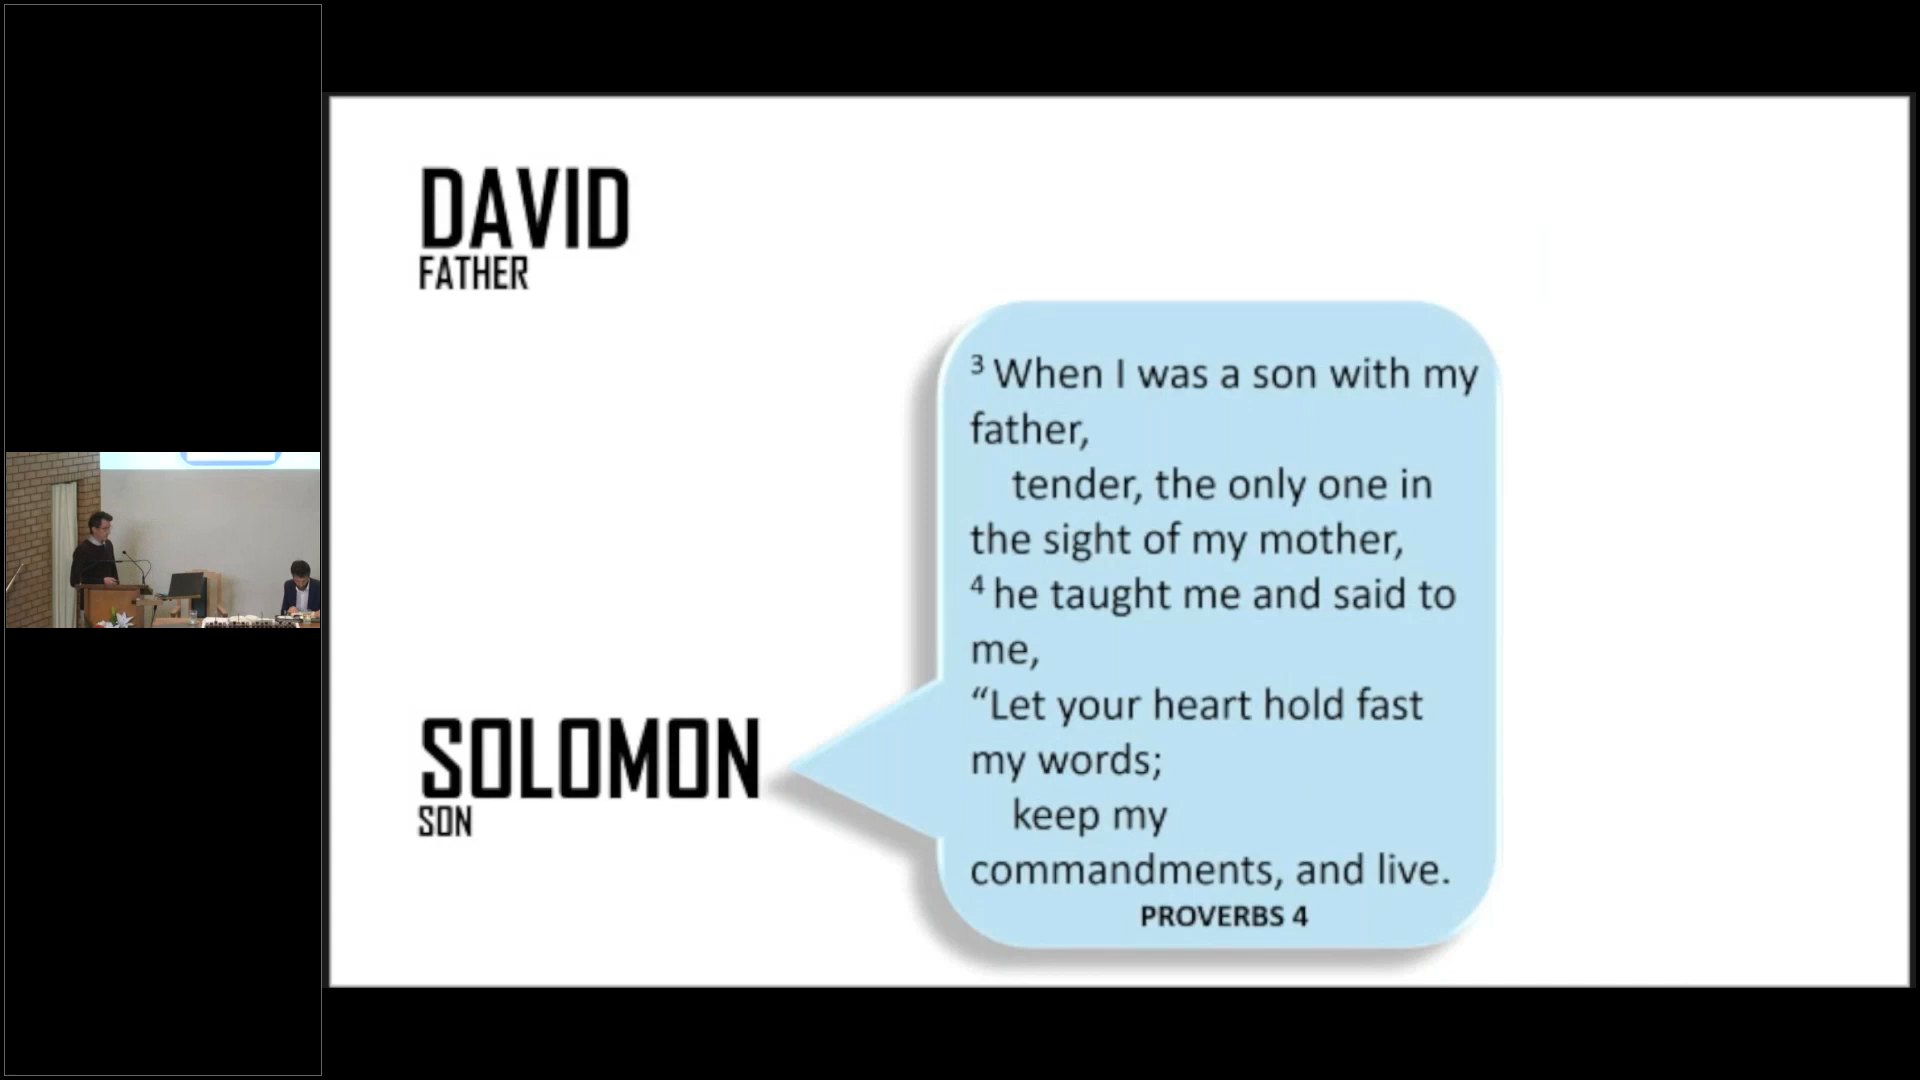 DAVID
FATHER
³ When I was a son with my
father,
tender, the only one in
the sight of my mother,
⁴ he taught me and said to
me,
“Let your heart hold fast
my words;
keep my
commandments, and live.
PROVERBS 4
SOLOMON
SON